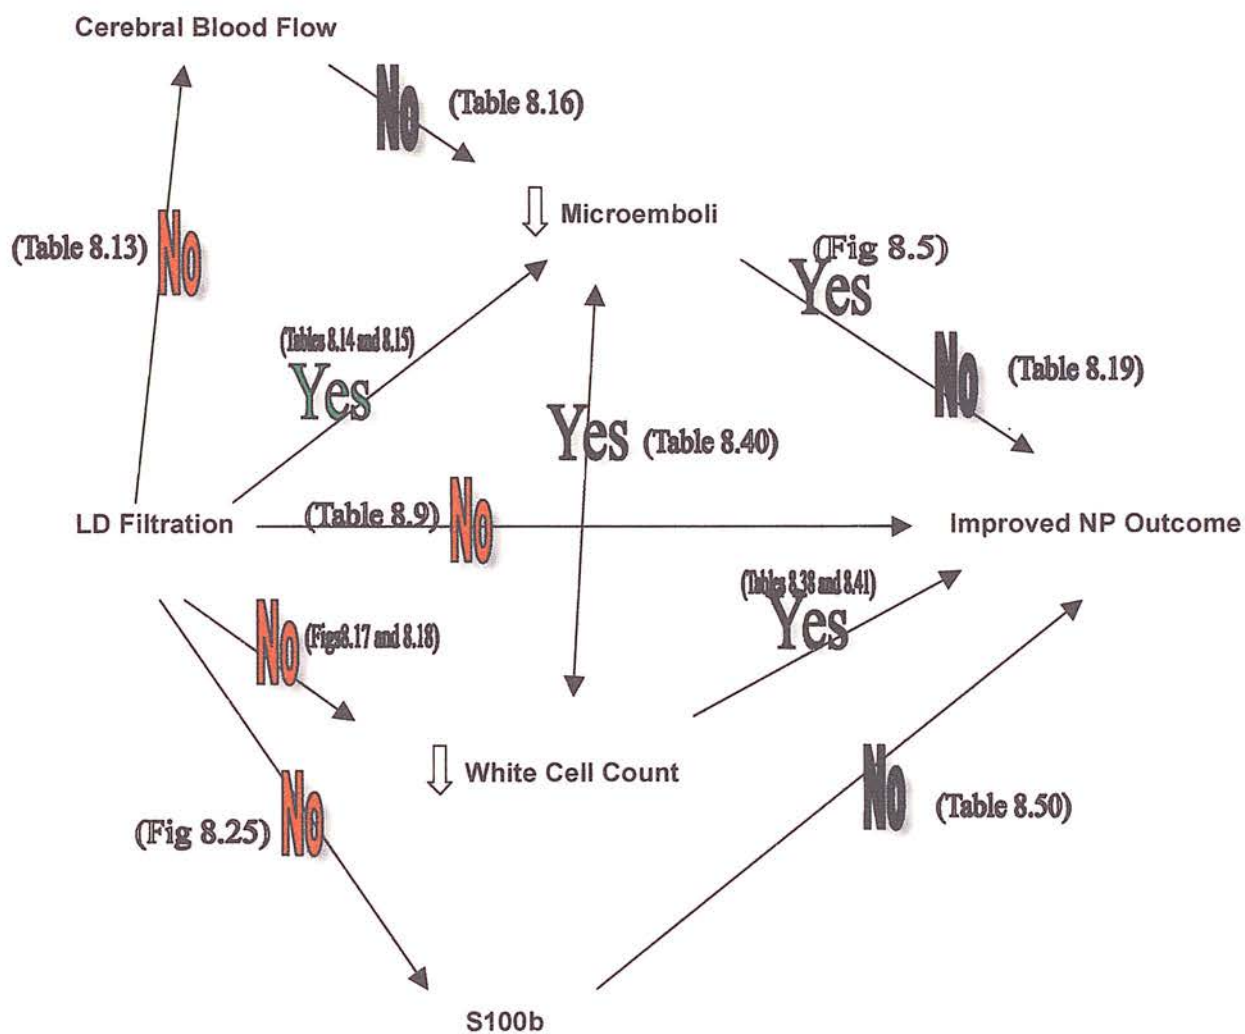 Cerebral Blood Flow
No (Table 8.16)
Microemboli
(Table 8.13) No
(Fig 8.5)
Yes
(Tables 8.14 and 8.15)
Yes
No (Table 8.19)
Yes (Table 8.40)
LD Filtration
(Table 8.9) No
Improved NP Outcome
(Tables 8.38 and 8.41)
Yes
No (Figs8.17 and 8.18)
White Cell Count
(Fig 8.25) No
No (Table 8.50)
S100b